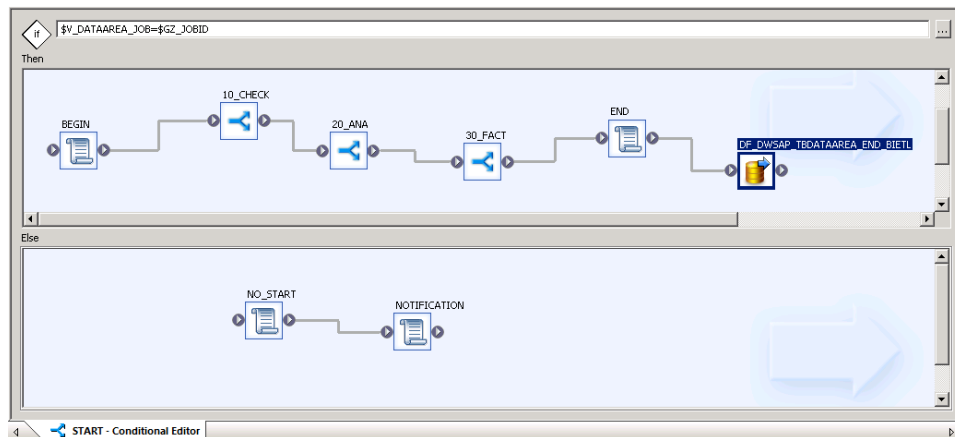 if
$V_DATAAREA_JOB=$GZ_JOBID
...
Then
10_CHECK
BEGIN
20_ANA
30_FACT
END
DF_DWSAP_TBDATAAREA_END_BIETL
Else
NO_START
NOTIFICATION
START - Conditional Editor